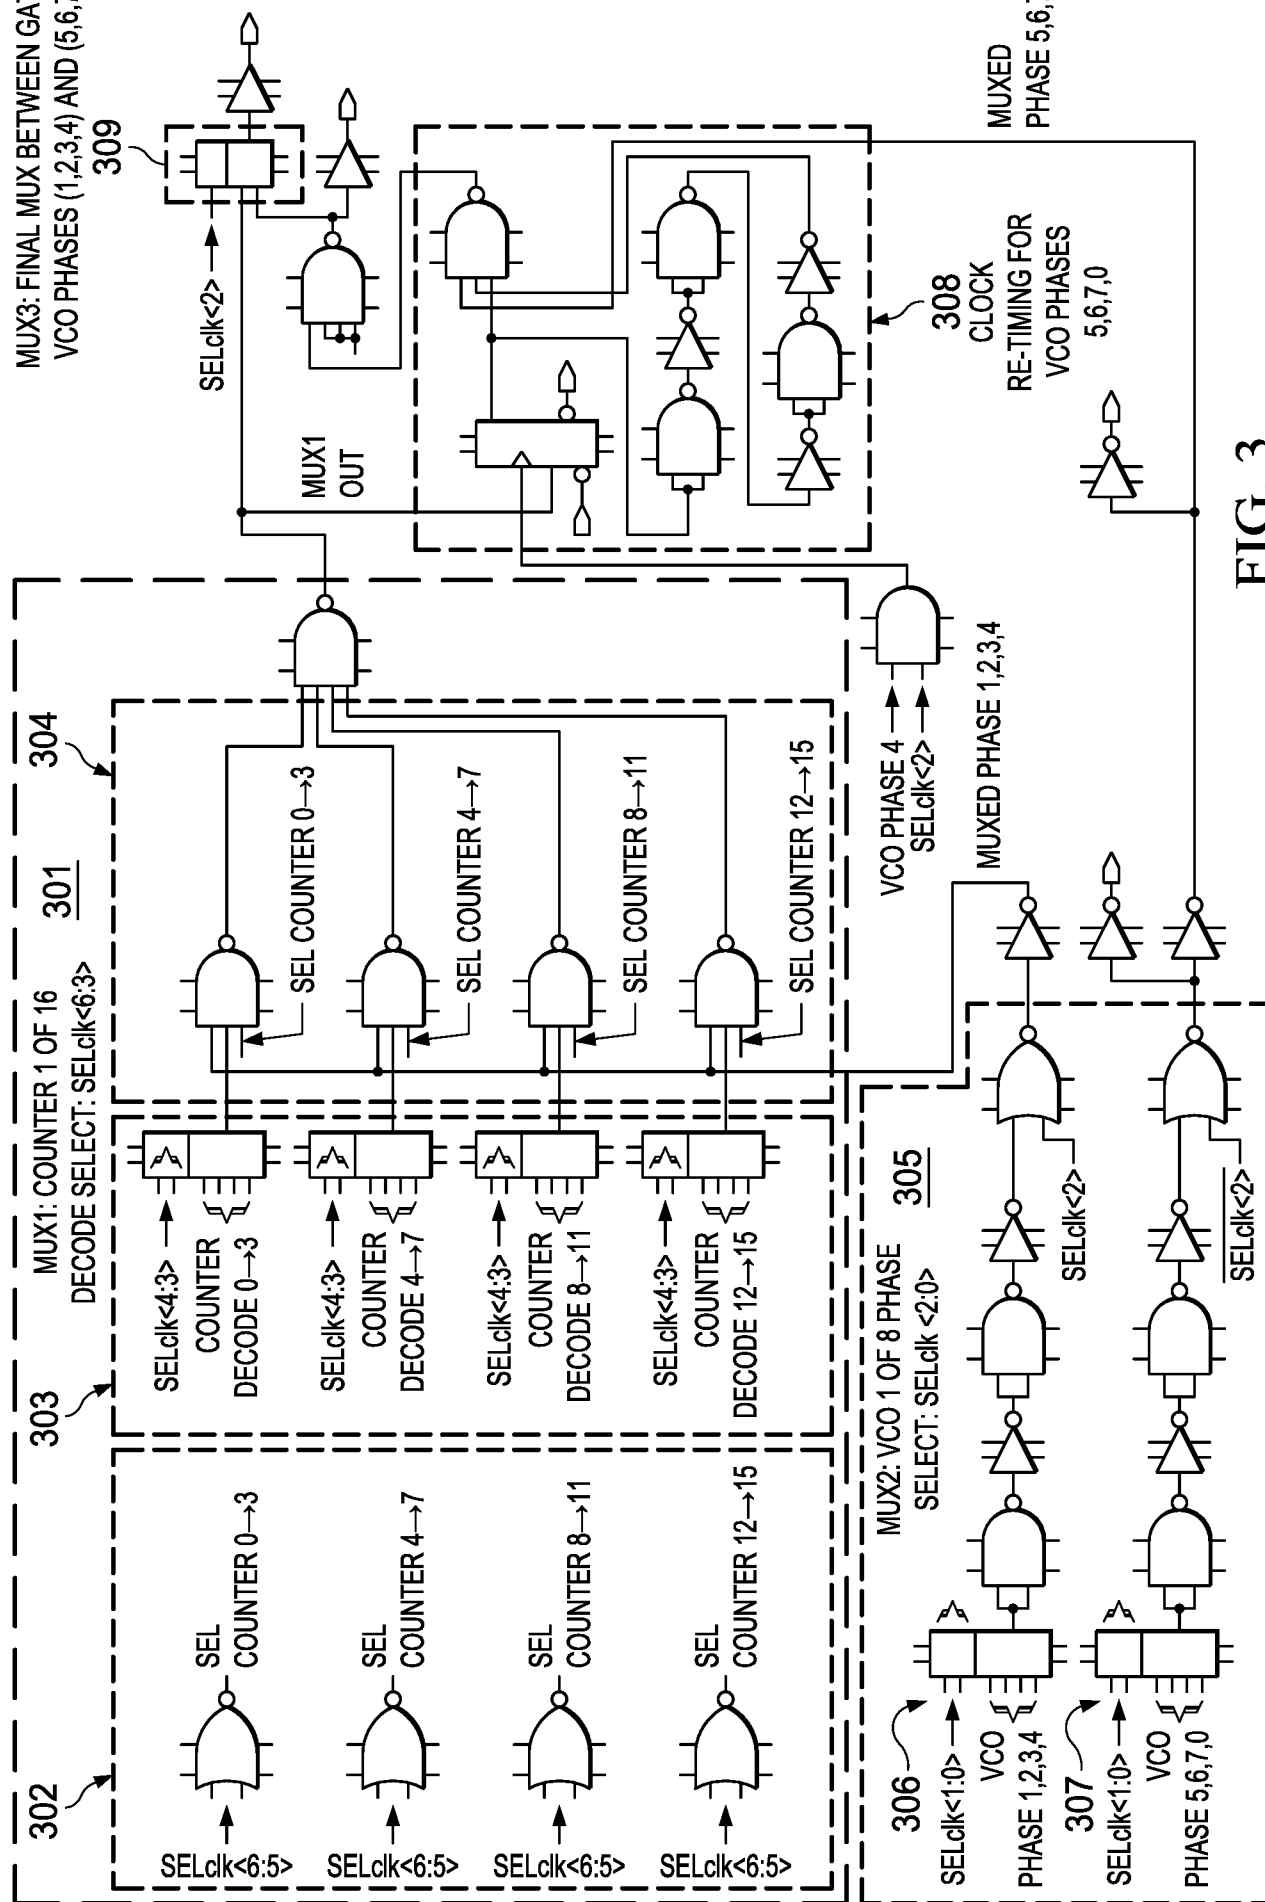 MUX1: COUNTER 1 OF 16
DECODE SELECT: SELclk<6:3>
301
302
SELclk<6:5>
SEL
COUNTER 0→3
SELclk<6:5>
SEL
COUNTER 4→7
SELclk<6:5>
SEL
COUNTER 8→11
SELclk<6:5>
SEL
COUNTER 12→15
303
SELclk<4:3>
COUNTER
DECODE 0→3
SELclk<4:3>
COUNTER
DECODE 4→7
SELclk<4:3>
COUNTER
DECODE 8→11
SELclk<4:3>
COUNTER
DECODE 12→15
304
SEL COUNTER 0→3
SEL COUNTER 4→7
SEL COUNTER 8→11
SEL COUNTER 12→15
MUX1
OUT
MUX3: FINAL MUX BETWEEN
VCO PHASES (1,2,3,4) AND (5,6,
309
SELclk<2>
308
CLOCK
RE-TIMING FOR
VCO PHASES
5,6,7,0
VCO PHASE 4
SELclk<2>
MUXED PHASE 1,2,3,4
MUXED
PHASE 5,6,
MUX2: VCO 1 OF 8 PHASE
SELECT: SELclk <2:0>
305
306
SELclk<1:0>
VCO
PHASE 1,2,3,4
SELclk<2>
307
SELclk<1:0>
VCO
PHASE 5,6,7,0
SELclk<2>
FIG. 3